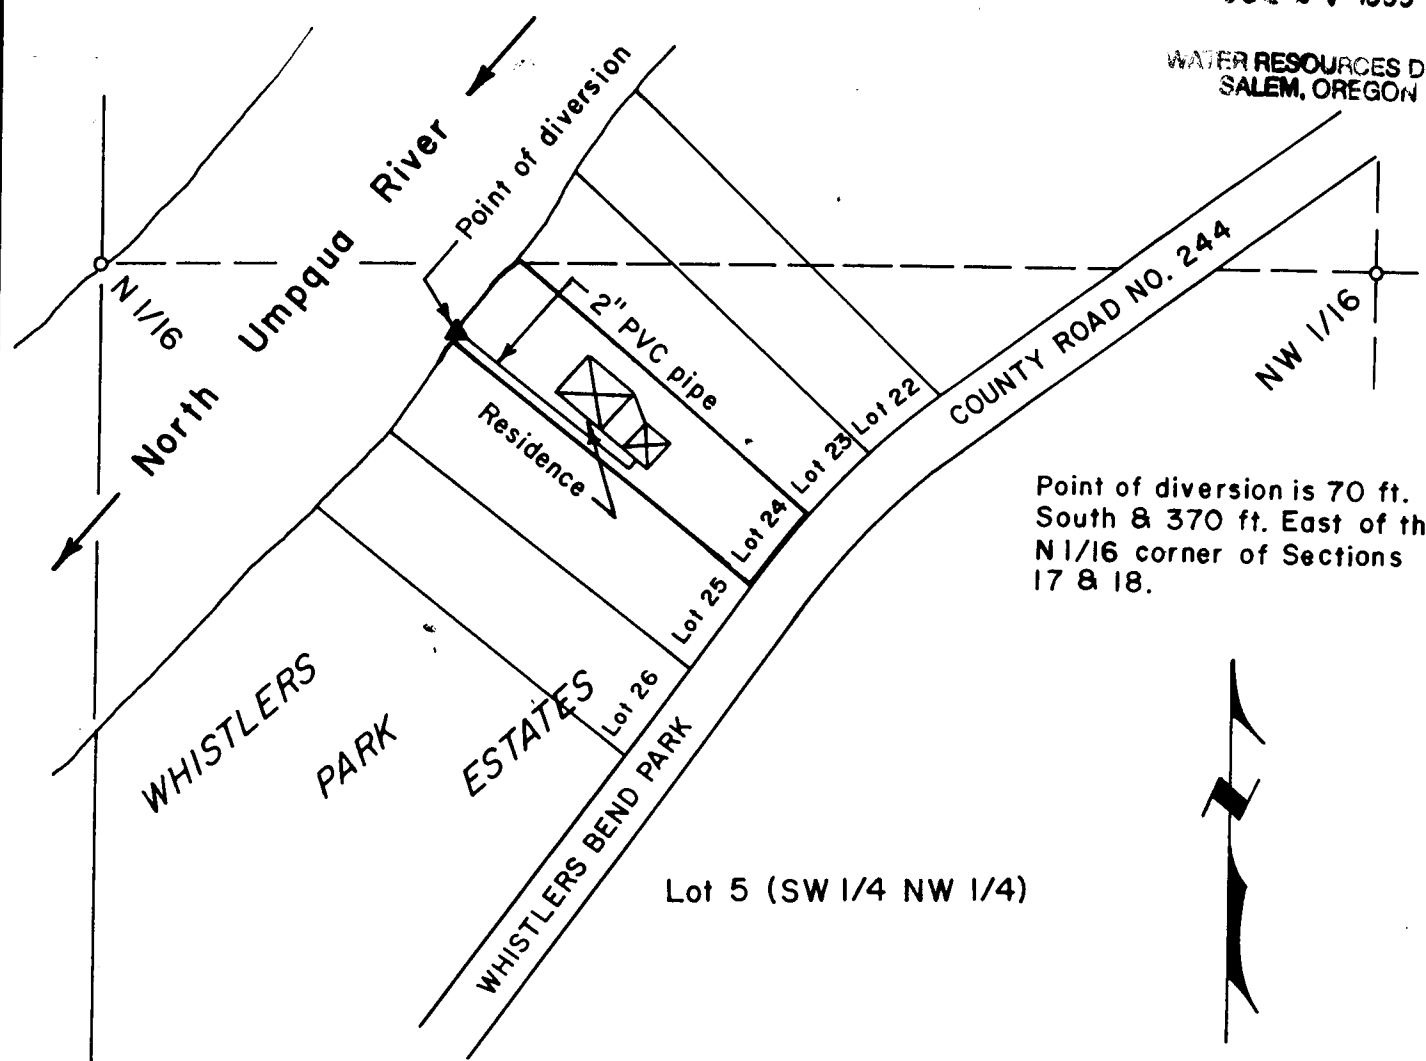 WATER RESOURCES D
SALEM, OREGON
Point of diversion
North Umpqua River
N 1/16
2" PVC pipe
Residence
Lot 22
Lot 23
Lot 24
Lot 25
Lot 26
COUNTY ROAD NO. 244
NW 1/16
Point of diversion is 70 ft.
South & 370 ft. East of th
N 1/16 corner of Sections
17 & 18.
WHISTLERS
PARK
ESTATES
WHISTLERS BEND PARK
Lot 5 (SW 1/4 NW 1/4)
N